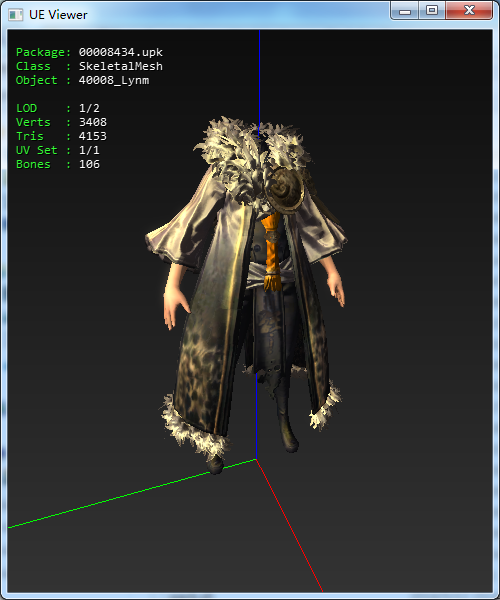 UE Viewer
Package: 00008434.upk
Class : SkeletalMesh
Object : 40008_Lynm
LOD : 1/2
Verts : 3408
Tris : 4153
UV Set : 1/1
Bones : 106